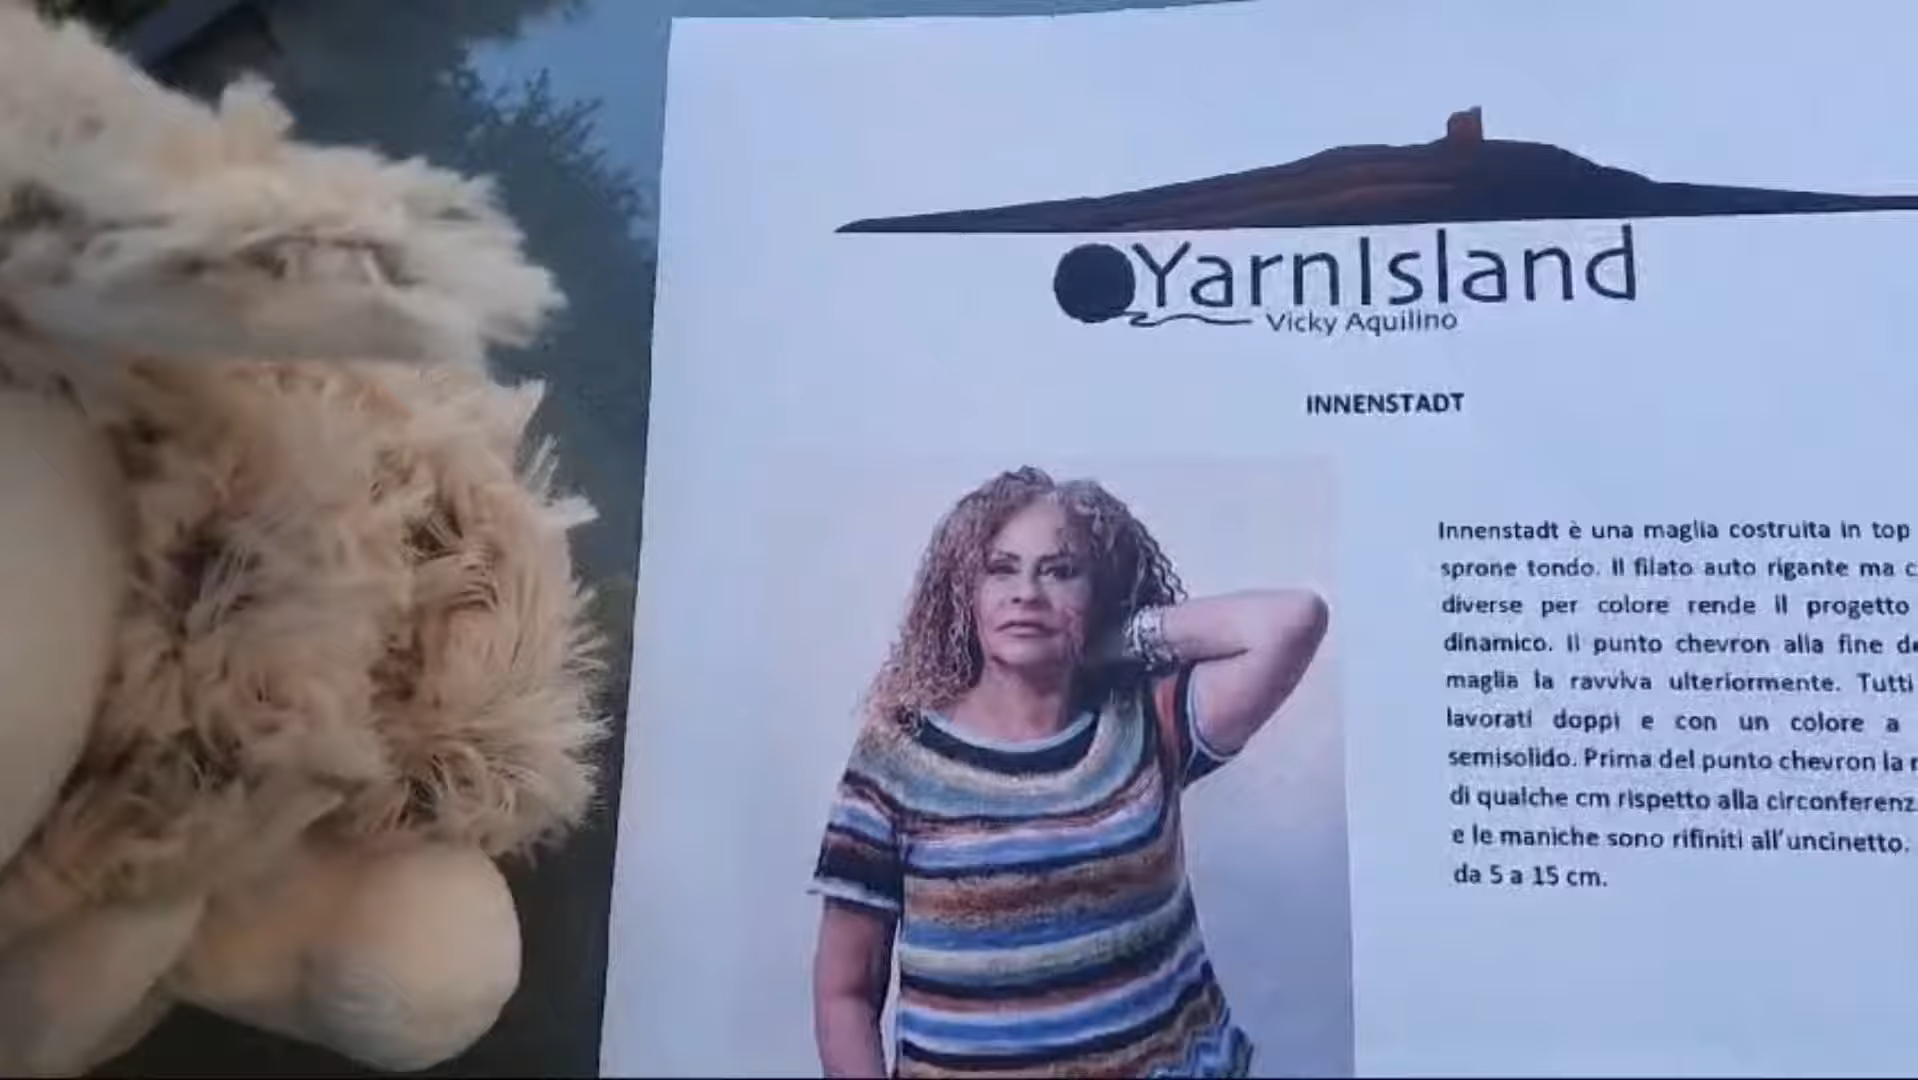 YarnIsland
Vicky Aquilino
INNENSTADT
Innenstadt è una maglia costruita in top
sprone tondo. Il filato auto rigante ma
diverse per colore rende il progetto
dinamico. Il punto chevron alla fine
maglia la ravviva ulteriormente. Tutti
lavorati doppi e con un colore a
semisolido. Prima del punto chevron la
di qualche cm rispetto alla
e le maniche sono rifiniti all'uncinetto.
da 5 a 15 cm.